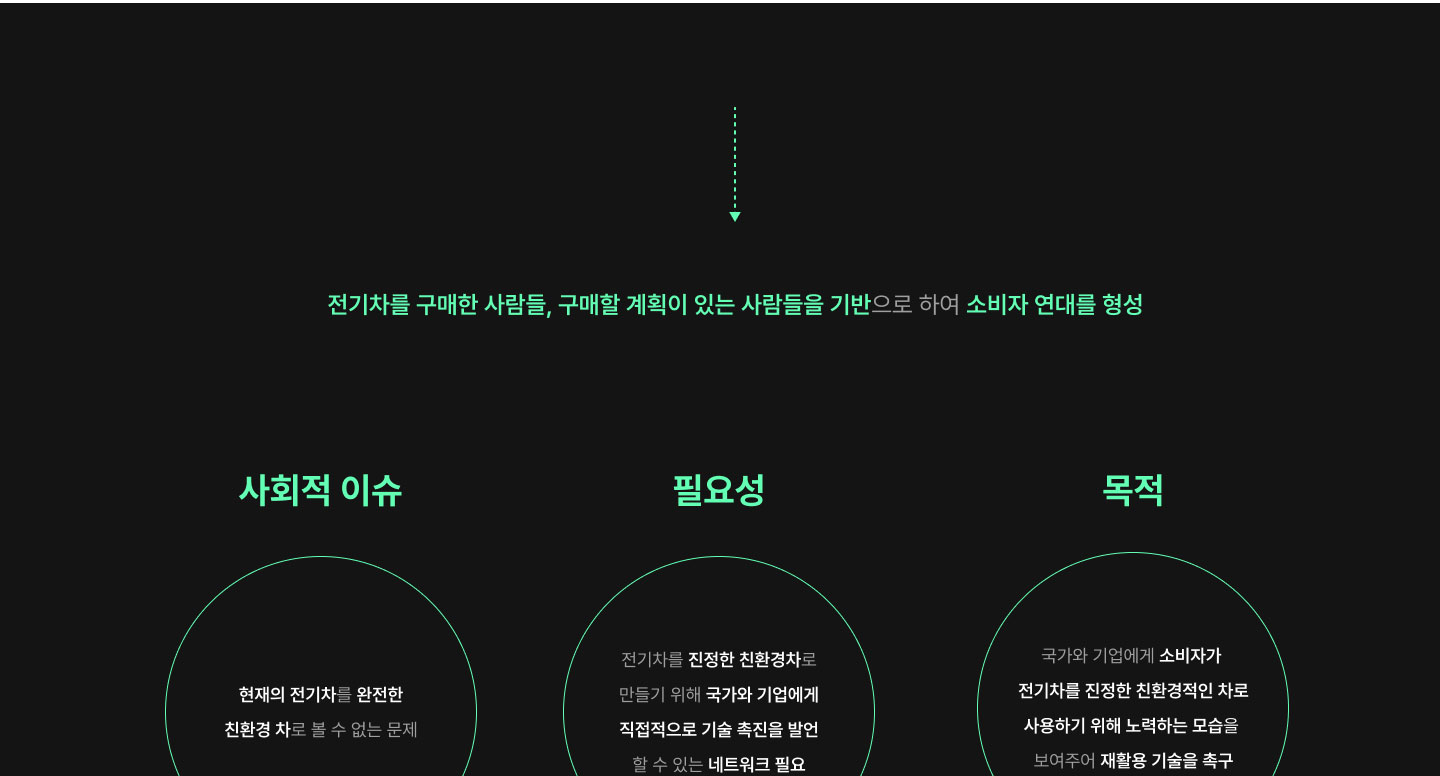 전기차를 구매한 사람들, 구매할 계획이 있는 사람들을 기반으로 하여 소비자 연대를 형성
사회적 이슈
현재의 전기차를 완전한
친환경 차로 볼 수 없는 문제
필요성
전기차를 진정한 친환경차로
만들기 위해 국가와 기업에게
직접적으로 기술 촉진을 발언
할 수 있는 네트워크 필요
목적
국가와 기업에게 소비자가
전기차를 진정한 친환경적인 차로
사용하기 위해 노력하는 모습을
보여주어 재활용 기술을 촉구